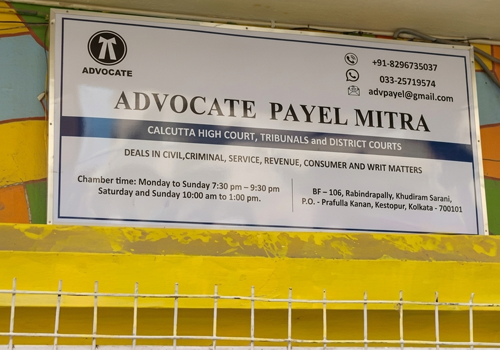 ADVOCATE
+91-8296735037
033-25719574
advpayel@gmail.com
ADVOCATE PAYEL MITRA
CALCUTTA HIGH COURT, TRIBUNALS and DISTRICT COURTS
DEALS IN CIVIL,CRIMINAL, SERVICE, REVENUE, CONSUMER AND WRIT MATTERS
Chamber time: Monday to Sunday 7:30 pm – 9:30 pm
Saturday and Sunday 10:00 am to 1:00 pm.
BF – 106, Rabindrapally, Khudiram Sarani,
P.O. - Prafulla Kanan, Kestopur, Kolkata - 700101